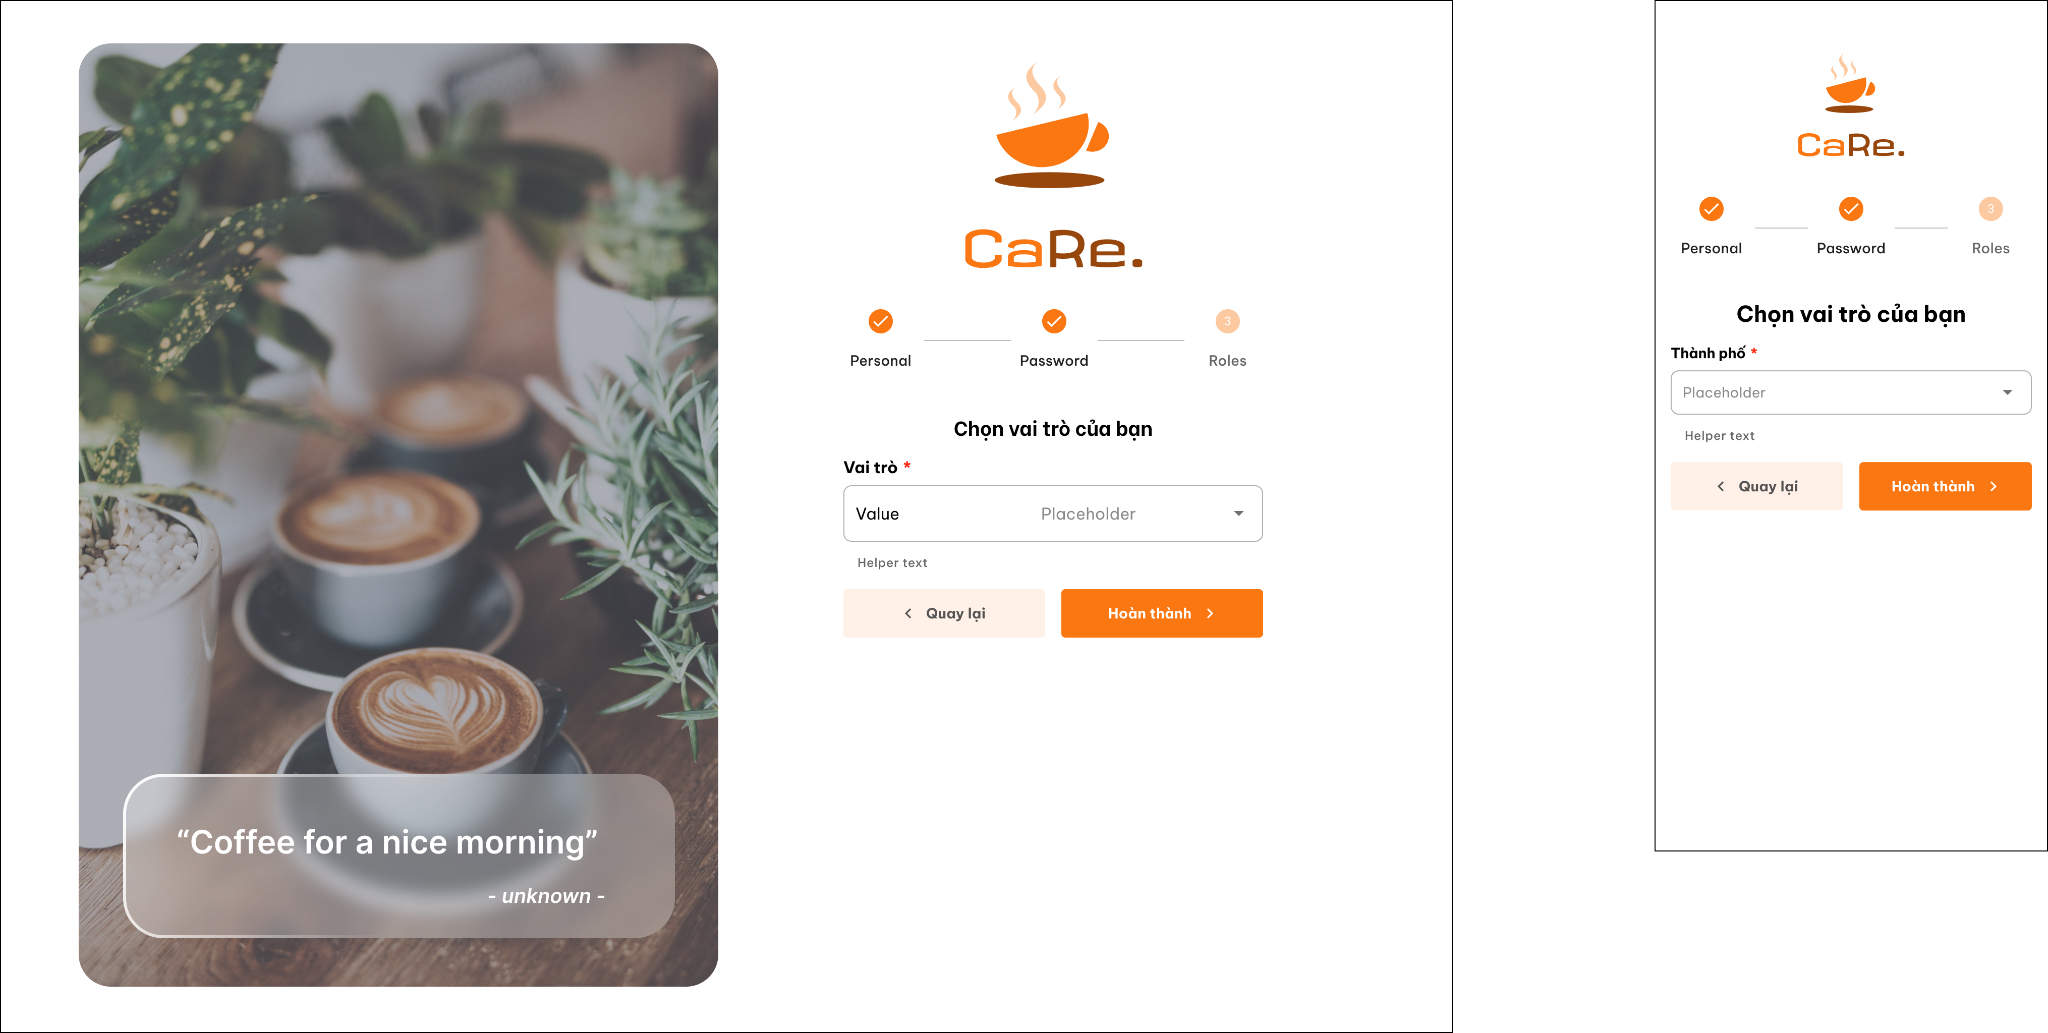 CaRe.
Personal
Password
3
Roles
Chọn vai trò của bạn
Vai trò *
Value
Placeholder
Helper text
Quay lại
Hoàn thành
“Coffee for a nice morning”
- unknown -
CaRe.
Personal
Password
3
Roles
Chọn vai trò của bạn
Thành phố *
Placeholder
Helper text
Quay lại
Hoàn thành